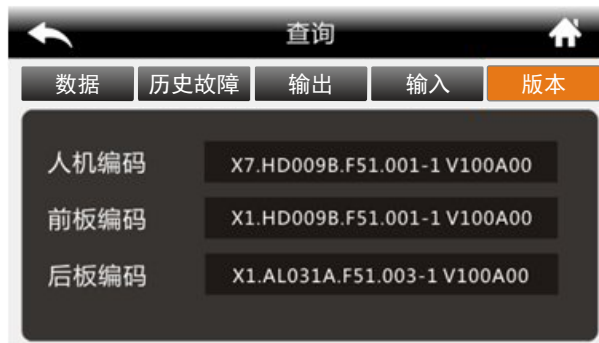 查询
数据 历史故障 输出 输入 版本
人机编码 X7.HD009B.F51.001-1 V100A00
前板编码 X1.HD009B.F51.001-1 V100A00
后板编码 X1.AL031A.F51.003-1 V100A00